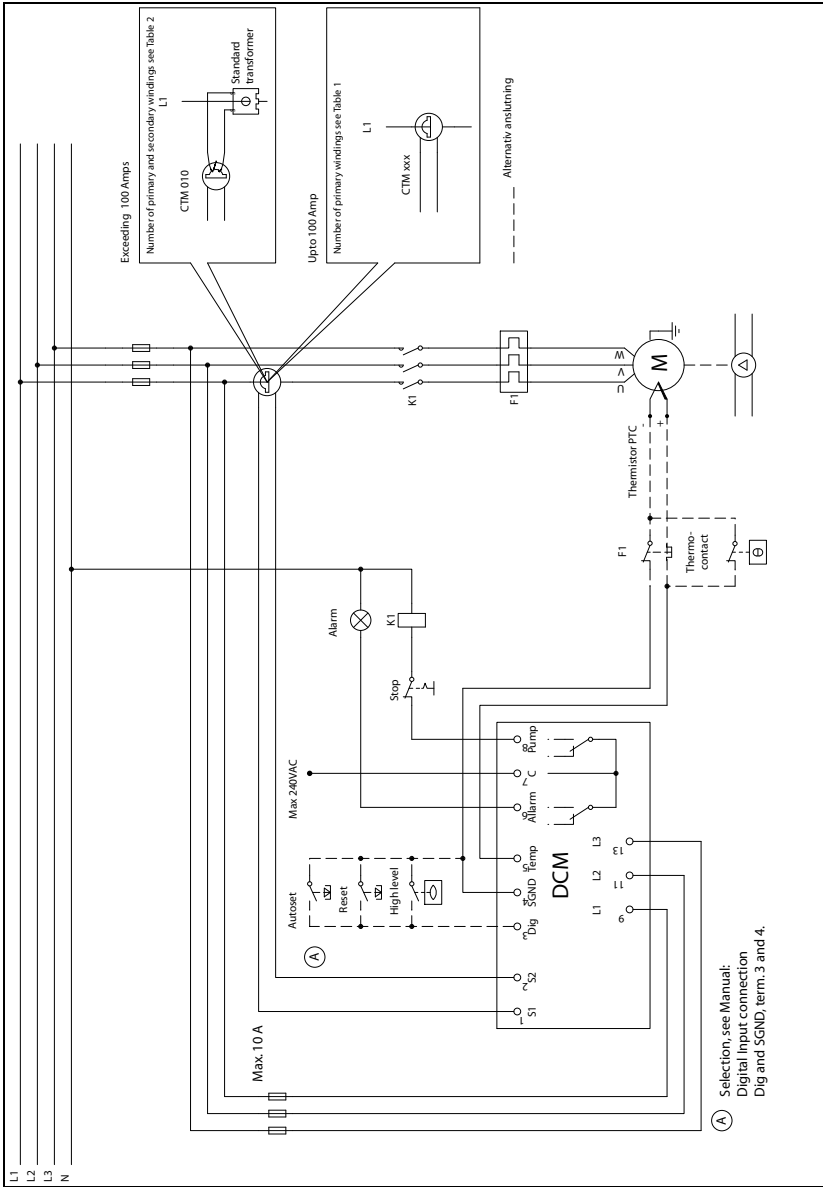 L1
L2
L3
N
Exceeding 100 Amps
Number of primary and secondary windings see Table 2
CTM 010
L1
Standard
transformer
Upto 100 Amp
Number of primary windings see Table 1
CTM xxx
L1
Alternativ anslutning
K1
F1
U
V
W
M
Thermistor PTC
-
+
F1
Thermo-
contact
Θ
Alarm
K1
Stop
Max 240VAC
Autoset
Reset
High level
A
Max. 10 A
1
S1
2
S2
3
Dig
4
SGND
5
Temp
6
Allarm
7
C
8
Pump
DCM
L1
9
L2
11
L3
13
A
Selection, see Manual:
Digital Input connection
Dig and SGND, term. 3 and 4.